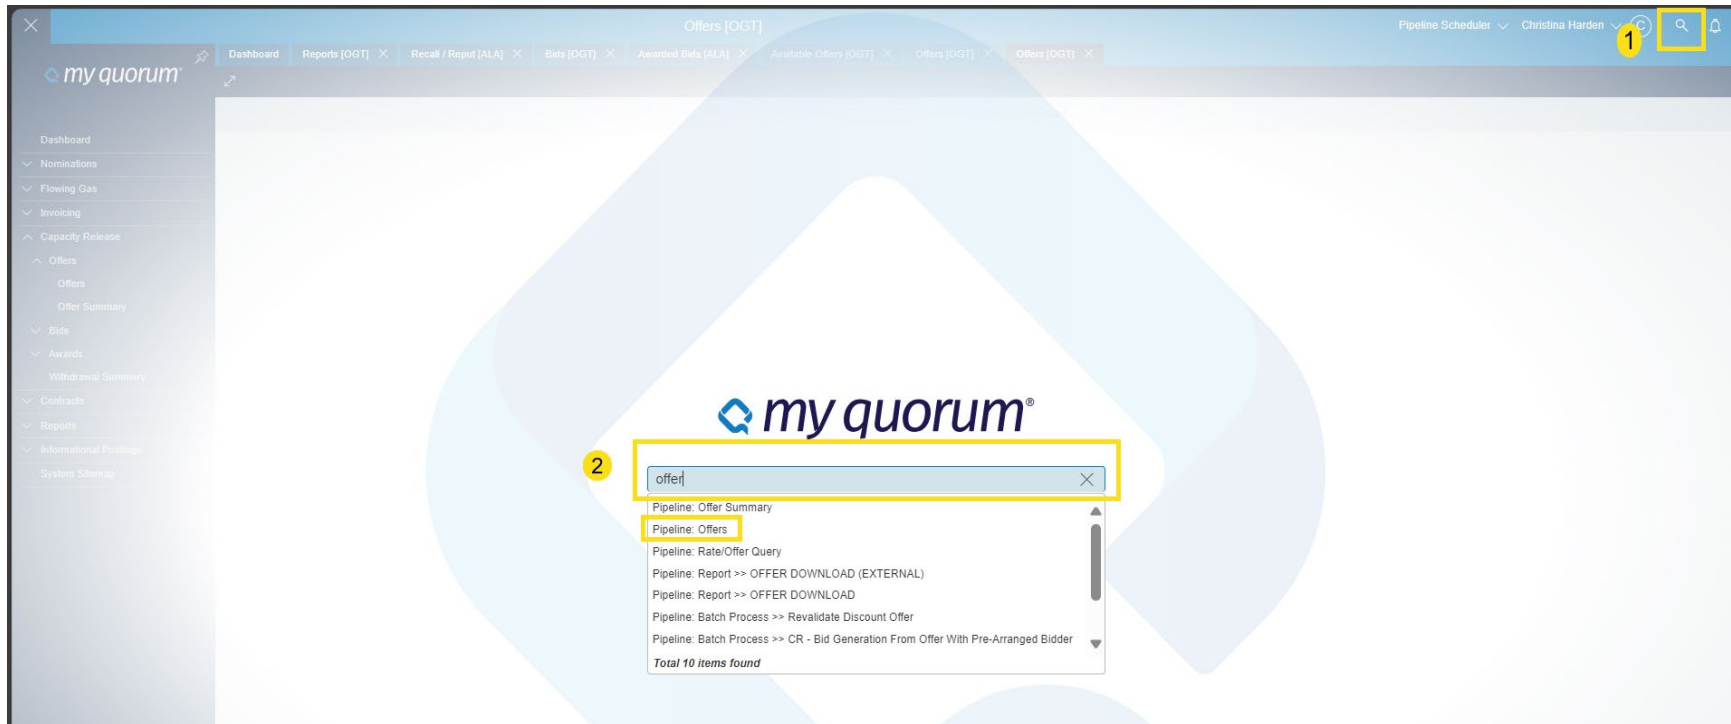 Offers [OGT]
Pipeline Scheduler
Christina Harden
C
1
Dashboard
Reports [OGT]
Recall / Reput [ALA]
Bids [OGT]
Awarded Bids [ALA]
Available Offers [OGT]
Offers [OGT]
Offers [OGT]
my quorum
Dashboard
Nominations
Flowing Gas
Invoicing
Capacity Release
Offers
Offers
Offer Summary
Bids
Awards
Withdrawal Summary
Contracts
Reports
Informational Postings
System Sitemap
my quorum®
2
offer
Pipeline: Offer Summary
Pipeline: Offers
Pipeline: Rate/Offer Query
Pipeline: Report >> OFFER DOWNLOAD (EXTERNAL)
Pipeline: Report >> OFFER DOWNLOAD
Pipeline: Batch Process >> Revalidate Discount Offer
Pipeline: Batch Process >> CR - Bid Generation From Offer With Pre-Arranged Bidder
Total 10 items found